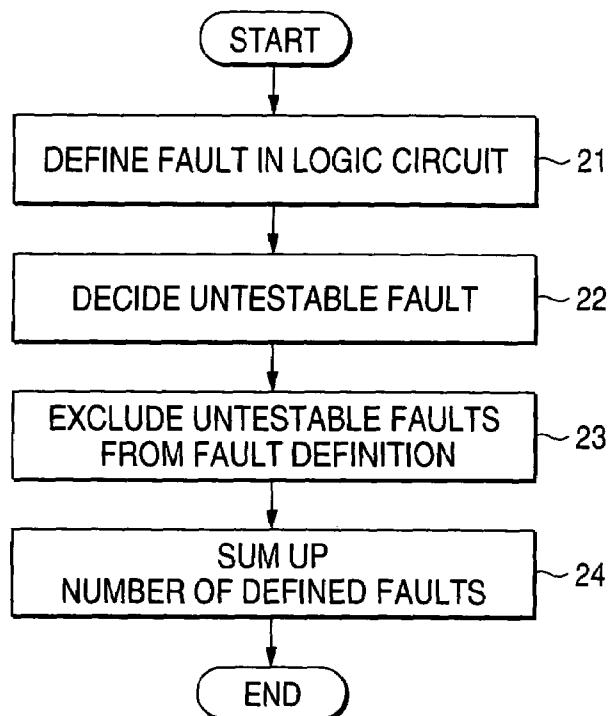 START
DEFINE FAULT IN LOGIC CIRCUIT
21
DECIDE UNTESTABLE FAULT
22
EXCLUDE UNTESTABLE FAULTS
FROM FAULT DEFINITION
23
SUM UP
NUMBER OF DEFINED FAULTS
24
END